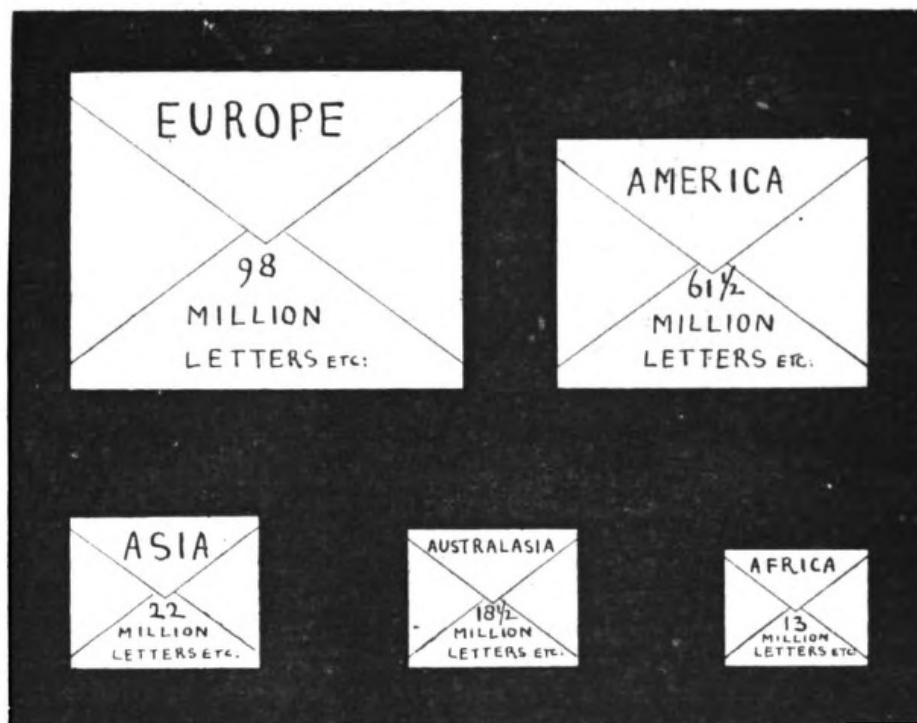 EUROPE
98
MILLION
LETTERS ETC:
AMERICA
61½
MILLION
LETTERS ETC:
ASIA
22
MILLION
LETTERS ETC.
AUSTRALASIA
18½
MILLION
LETTERS ETC.
AFRICA
13
MILLION
LETTERS ETC.